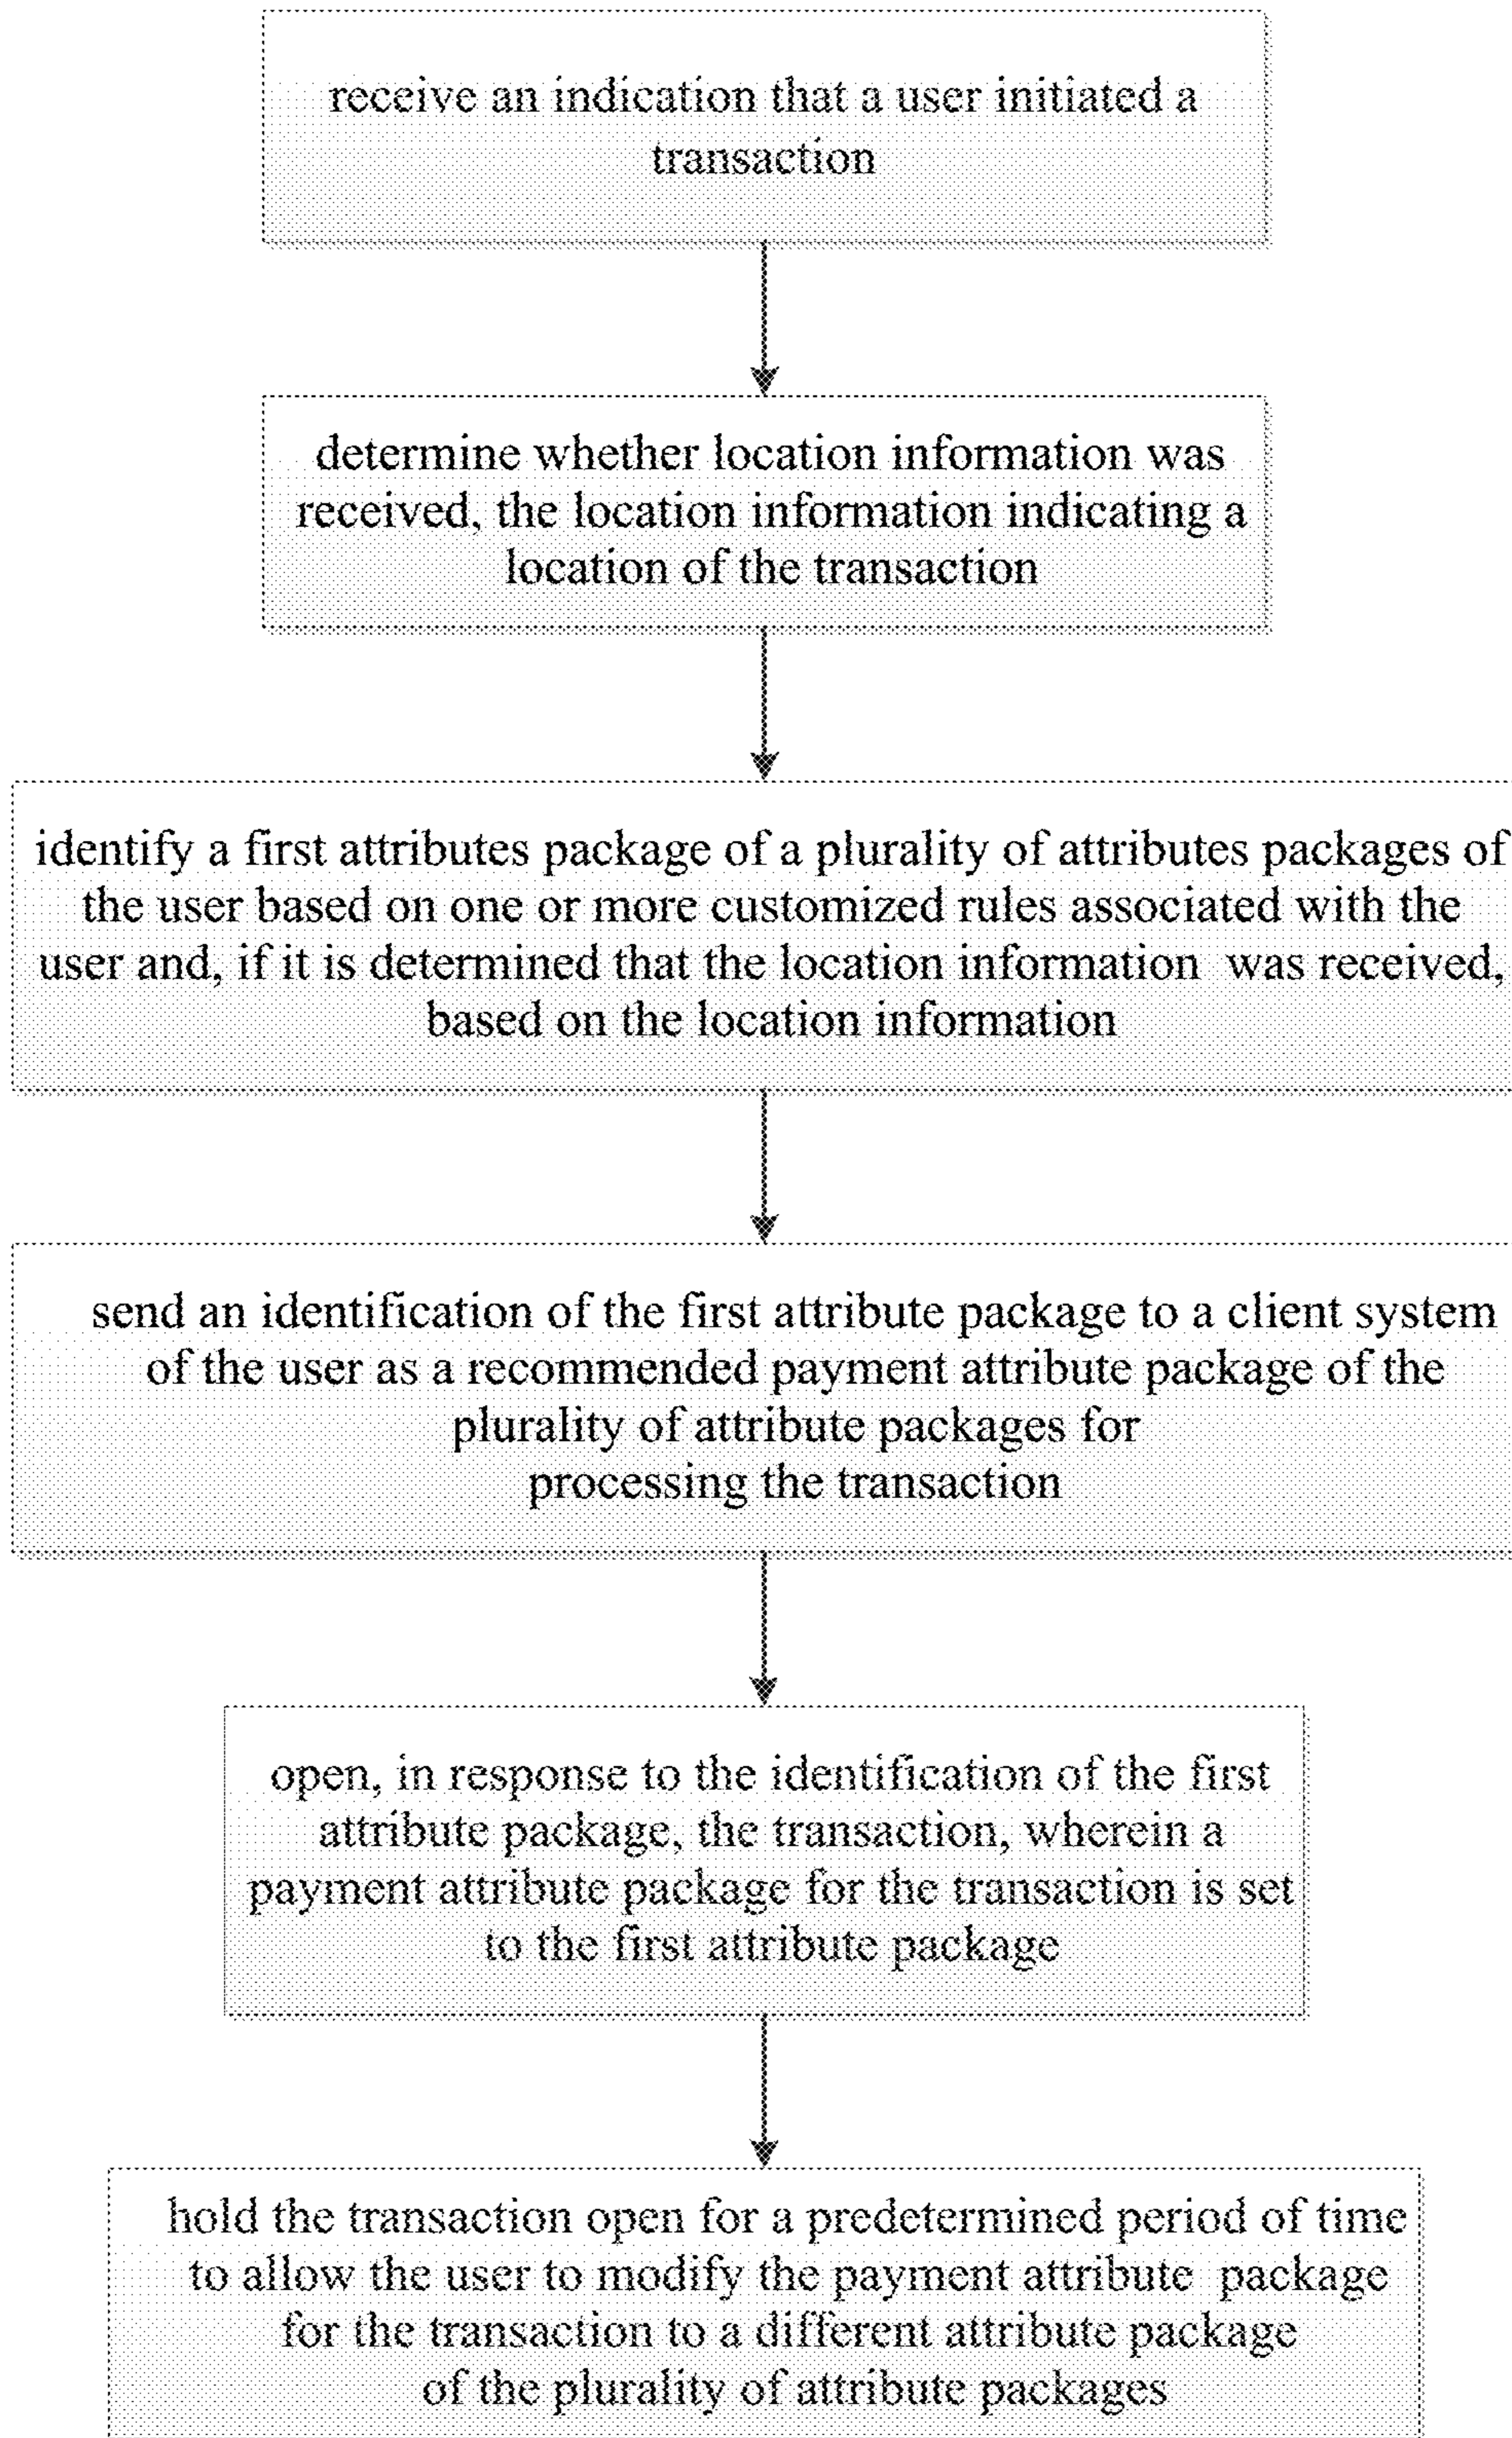 receive an indication that a user initiated a
transaction
determine whether location information was
received, the location information indicating a
location of the transaction
identify a first attributes package of a plurality of attributes packages of
the user based on one or more customized rules associated with the
user and, if it is determined that the location information was received,
based on the location information
send an identification of the first attribute package to a client system
of the user as a recommended payment attribute package of the
plurality of attribute packages for
processing the transaction
open, in response to the identification of the first
attribute package, the transaction, wherein a
payment attribute package for the transaction is set
to the first attribute package
hold the transaction open for a predetermined period of time
to allow the user to modify the payment attribute package
for the transaction to a different attribute package
of the plurality of attribute packages